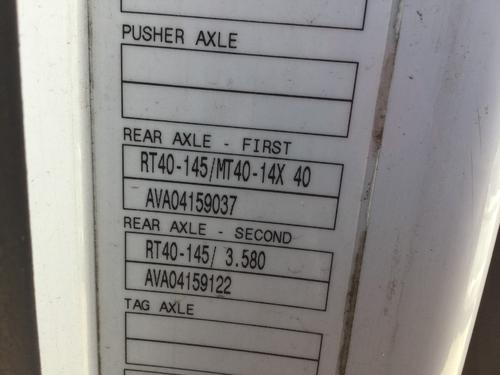 PUSHER AXLE
REAR AXLE - FIRST
RT40-145/MT40-14X 40
AVA04159037
REAR AXLE - SECOND
RT40-145/ 3.580
AVA04159122
TAG AXLE